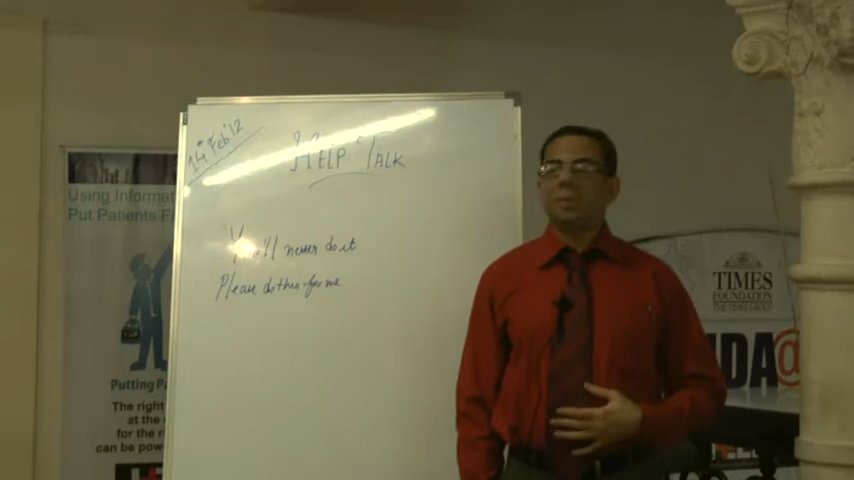 14th Feb '12
HELP TALK
You'll never do it
Please do this for me
Using Informat
Put Patients F
Putting Pa
The right
at the
for the r
can be pow
TIMES
FOUNDATION
THE TIMES GROUP
DA@